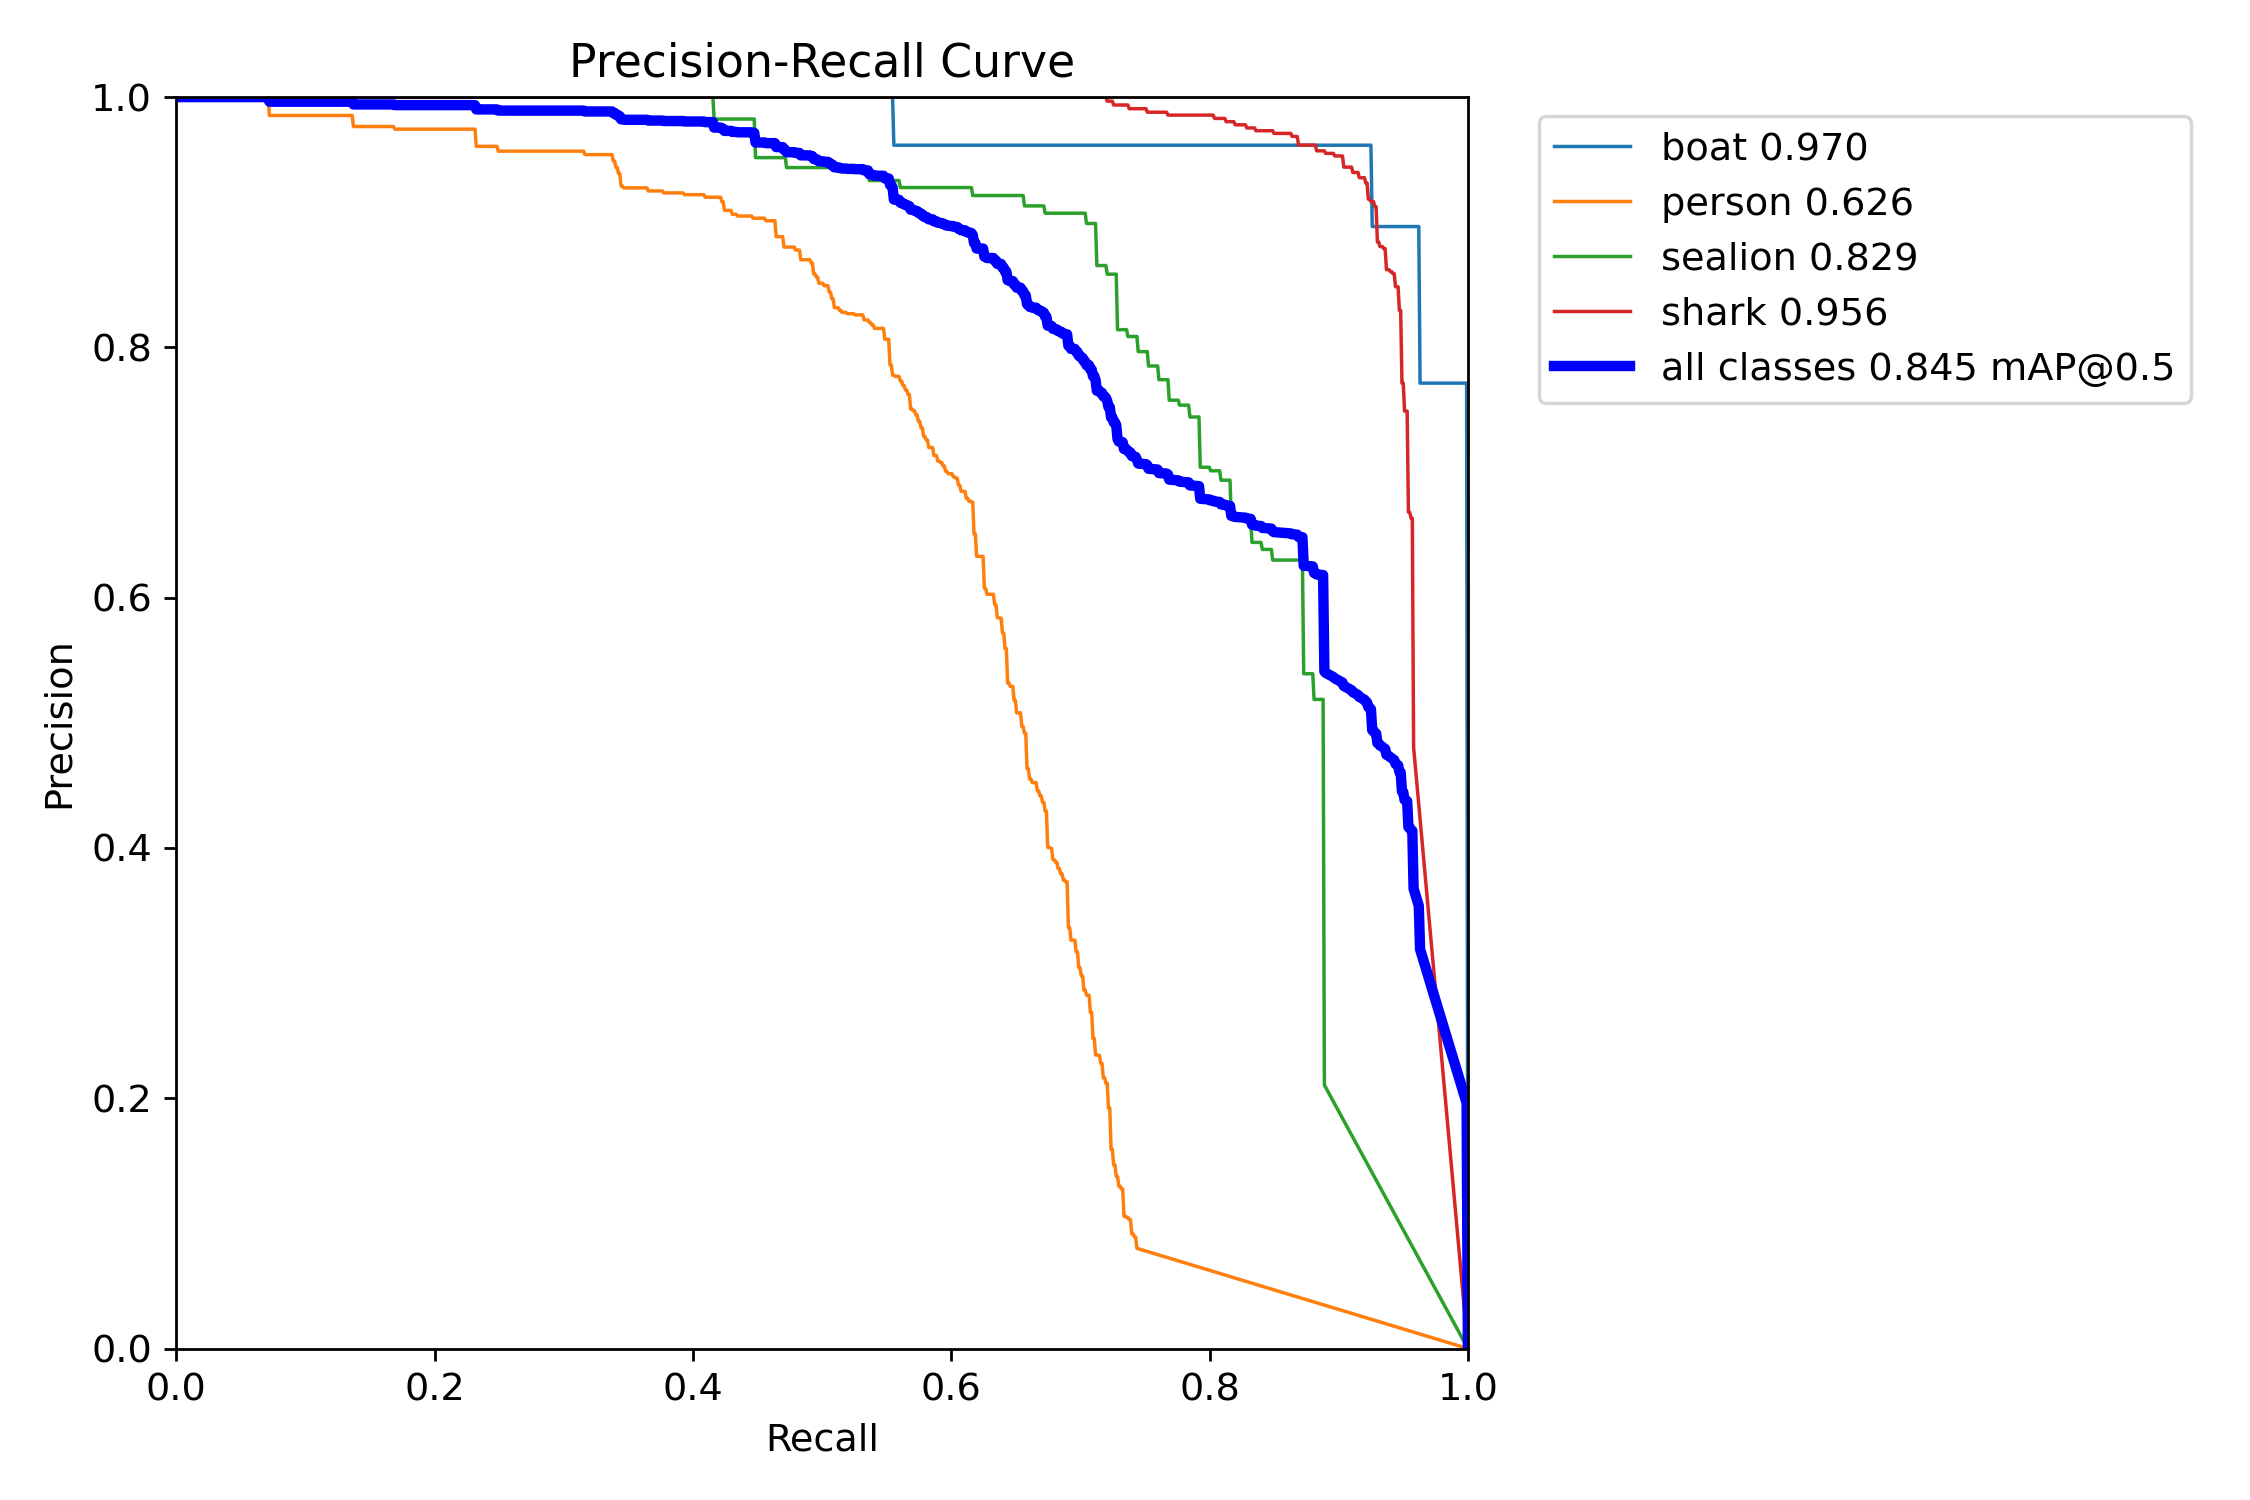 Precision-Recall Curve
1.0
0.8
0.6
0.4
0.2
0.0
Precision
0.0 0.2 0.4 0.6 0.8 1.0
Recall
boat 0.970
person 0.626
sealion 0.829
shark 0.956
all classes 0.845 mAP@0.5